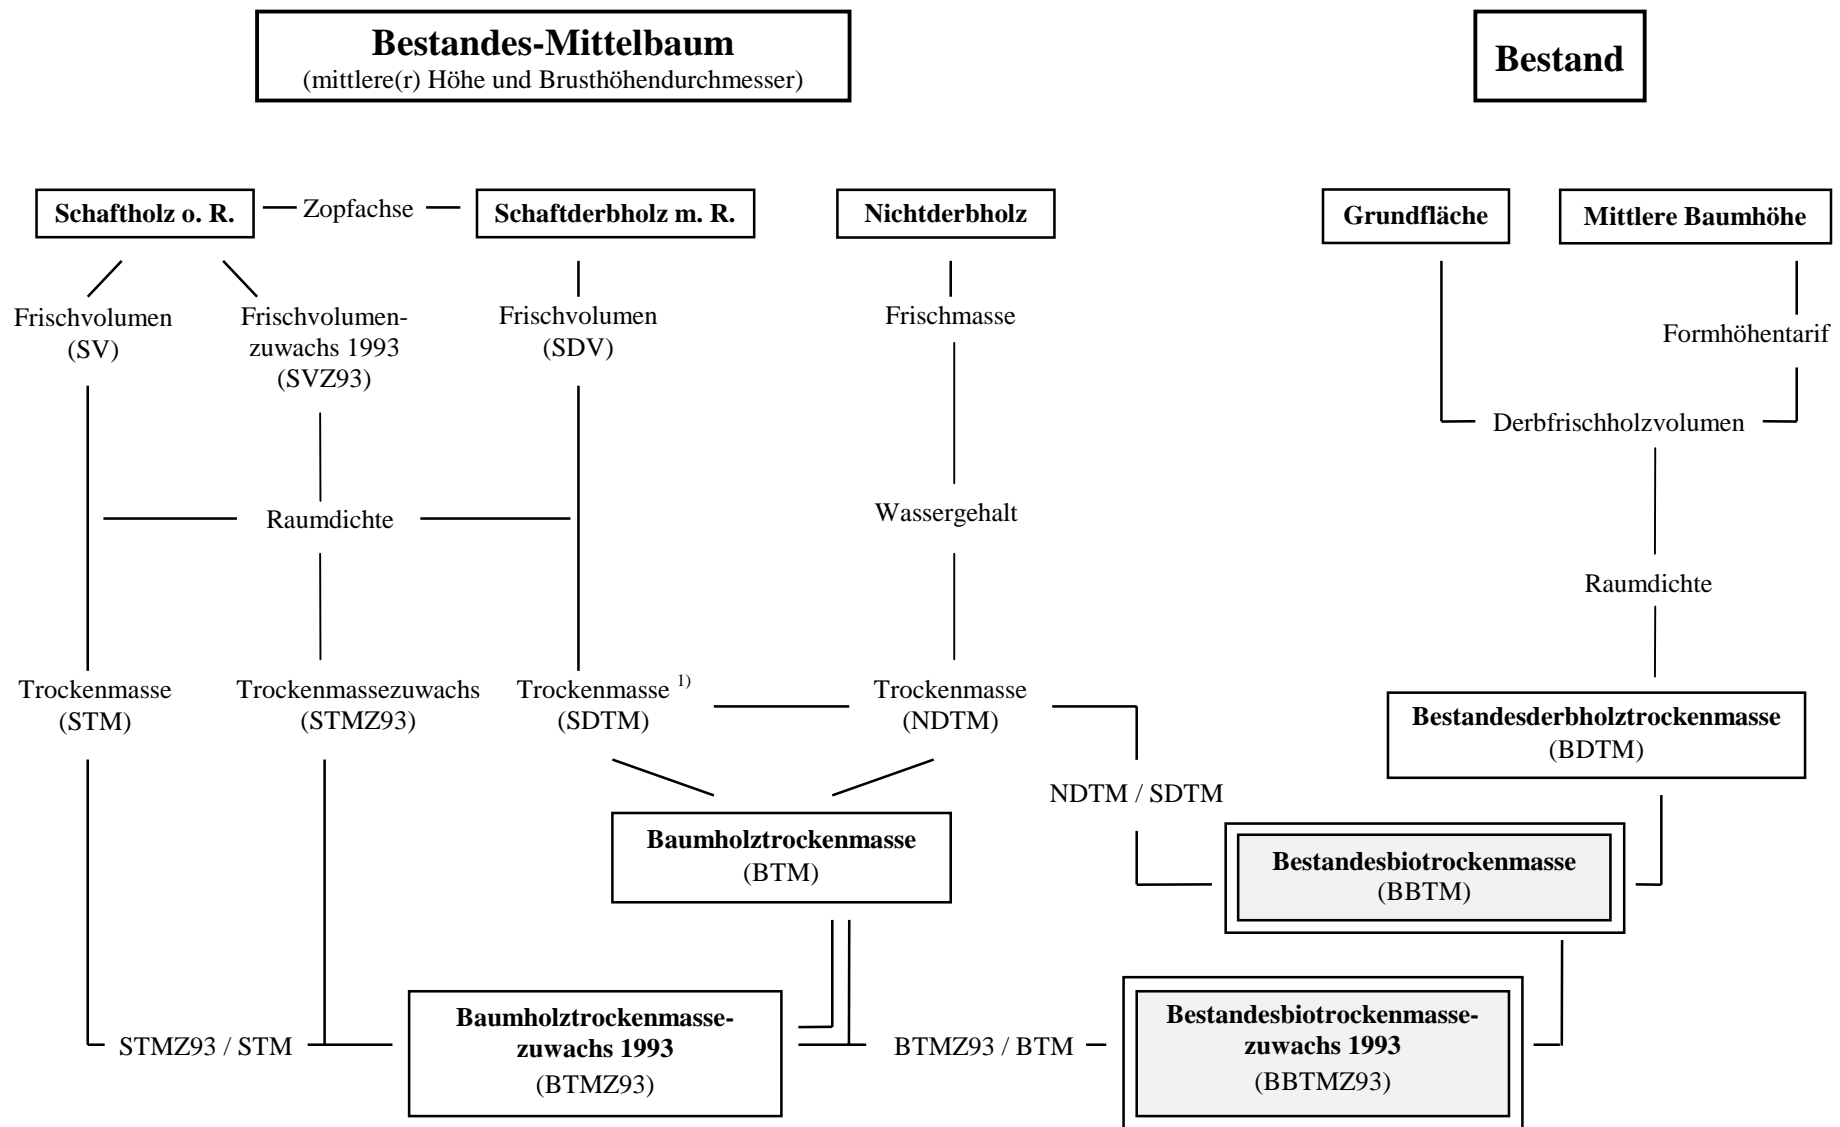 Bestandes-Mittelbaum
(mittlere(r) Höhe und Brusthöhendurchmesser)
Bestand
Schaftholz o. R.
Zopfachse
Schaftderbholz m. R.
Nichtderbholz
Grundfläche
Mittlere Baumhöhe
Frischvolumen
(SV)
Frischvolumen-
zuwachs 1993
(SVZ93)
Frischvolumen
(SDV)
Frischmasse
Formhöhentarif
Derbfrischholzvolumen
Raumdichte
Wassergehalt
Raumdichte
Trockenmasse
(STM)
Trockenmassezuwachs
(STMZ93)
Trockenmasse 1)
(SDTM)
Trockenmasse
(NDTM)
Bestandesderbholztrockenmasse
(BDTM)
NDTM / SDTM
Baumholztrockenmasse
(BTM)
Bestandesbiotrockenmasse
(BBTM)
STMZ93 / STM
Baumholztrockenmasse-
zuwachs 1993
(BTMZ93)
BTMZ93 / BTM
Bestandesbiotrockenmasse-
zuwachs 1993
(BBTMZ93)